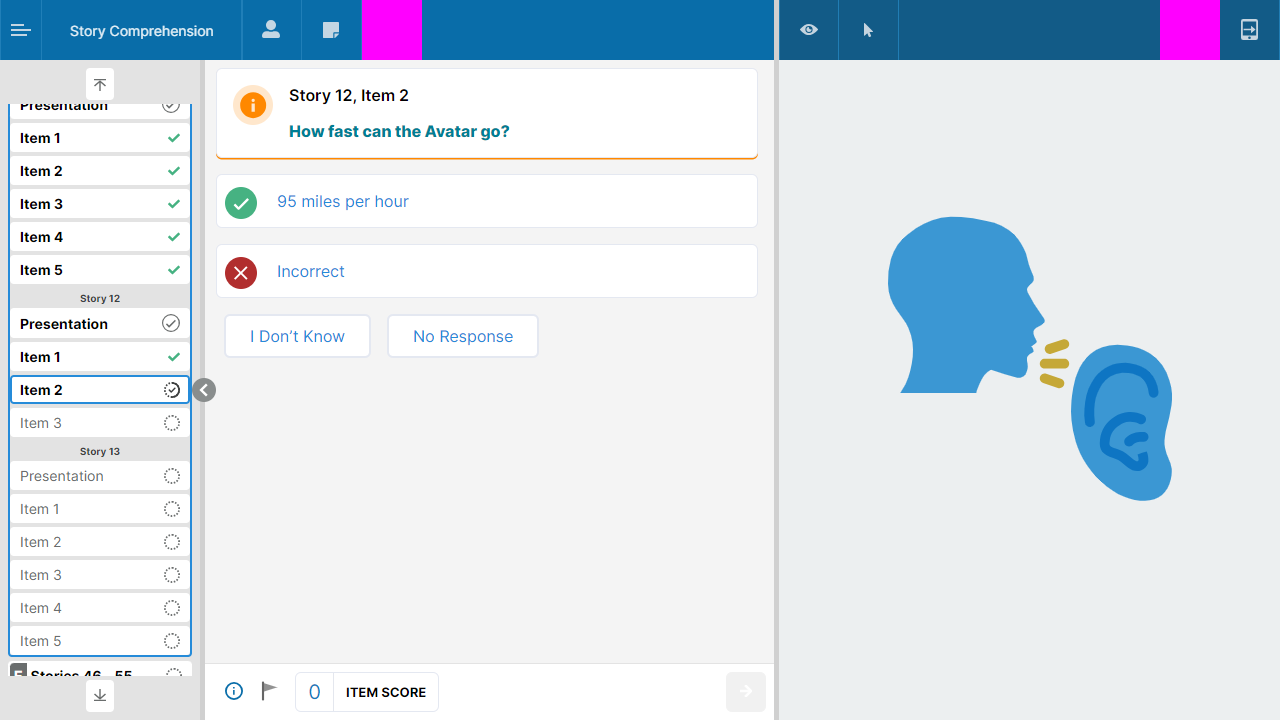 Story Comprehension
Presentation
Item 1
Item 2
Item 3
Item 4
Item 5
Story 12
Presentation
Item 1
Item 2
Item 3
Story 13
Presentation
Item 1
Item 2
Item 3
Item 4
Item 5
Stories 46 - 55
Story 12, Item 2
How fast can the Avatar go?
95 miles per hour
Incorrect
I Don’t Know
No Response
0
ITEM SCORE